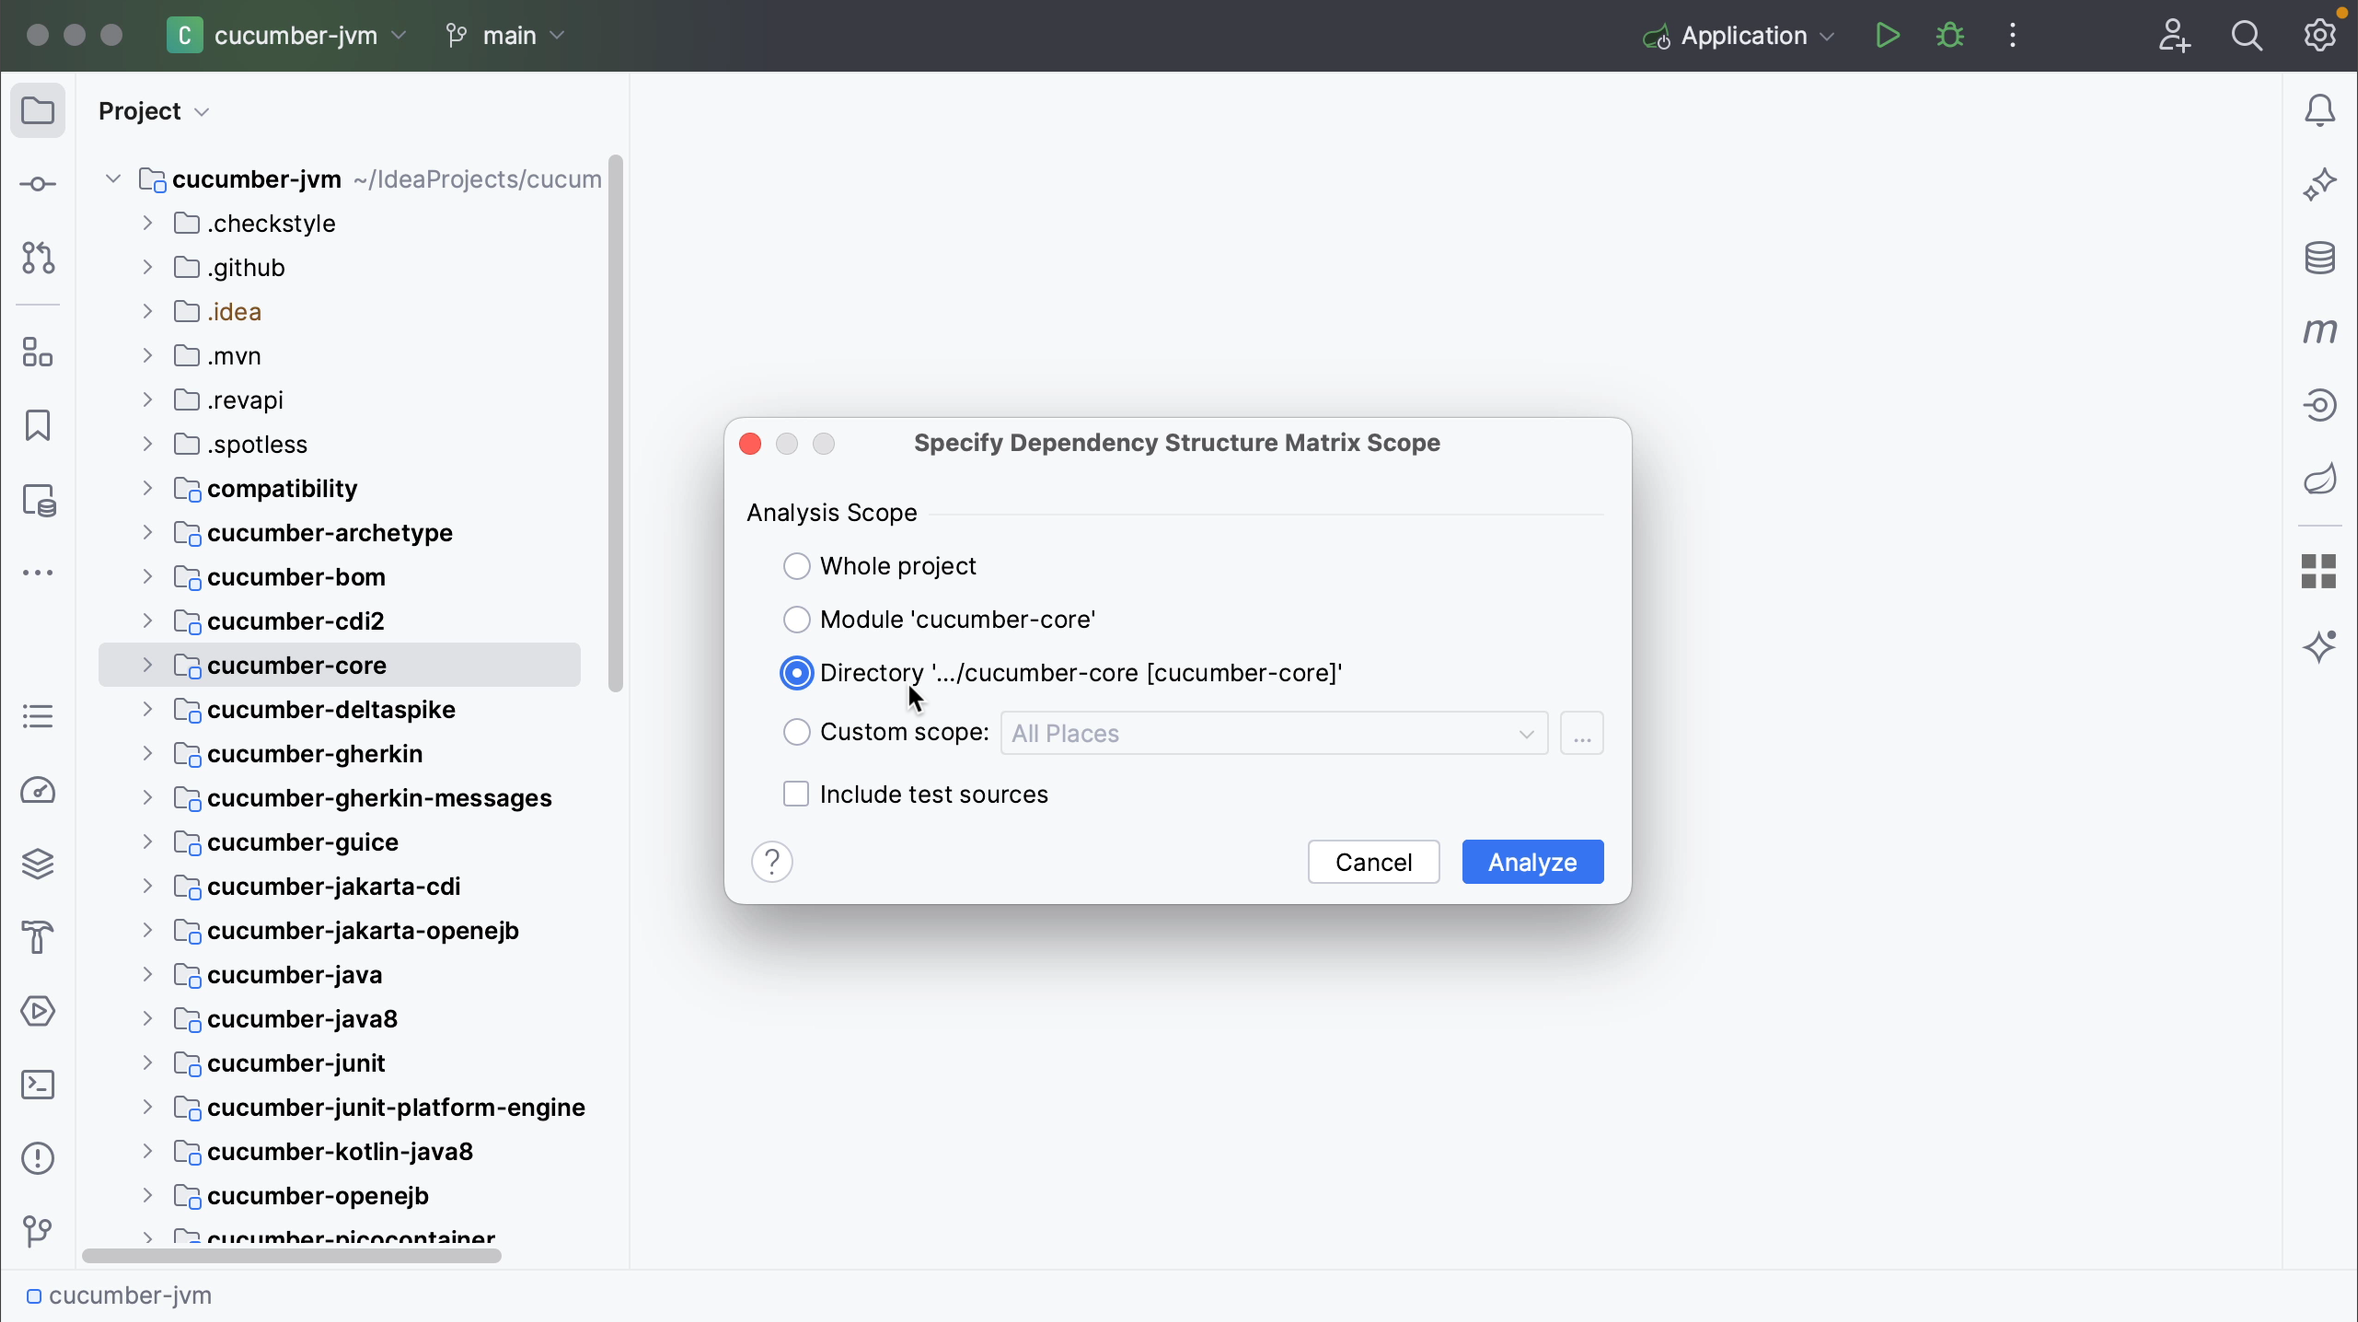 C cucumber-jvm main Application
Project
cucumber-jvm ~/IdeaProjects/cucum
.checkstyle
.github
.idea
.mvn
.revapi
.spotless
compatibility
cucumber-archetype
cucumber-bom
cucumber-cdi2
cucumber-core
cucumber-deltaspike
cucumber-gherkin
cucumber-gherkin-messages
cucumber-guice
cucumber-jakarta-cdi
cucumber-jakarta-openejb
cucumber-java
cucumber-java8
cucumber-junit
cucumber-junit-platform-engine
cucumber-kotlin-java8
cucumber-openejb
cucumber-picocontainer
cucumber-jvm
Specify Dependency Structure Matrix Scope
Analysis Scope
Whole project
Module 'cucumber-core'
Directory '.../cucumber-core [cucumber-core]'
Custom scope: All Places ...
Include test sources
? Cancel Analyze
m